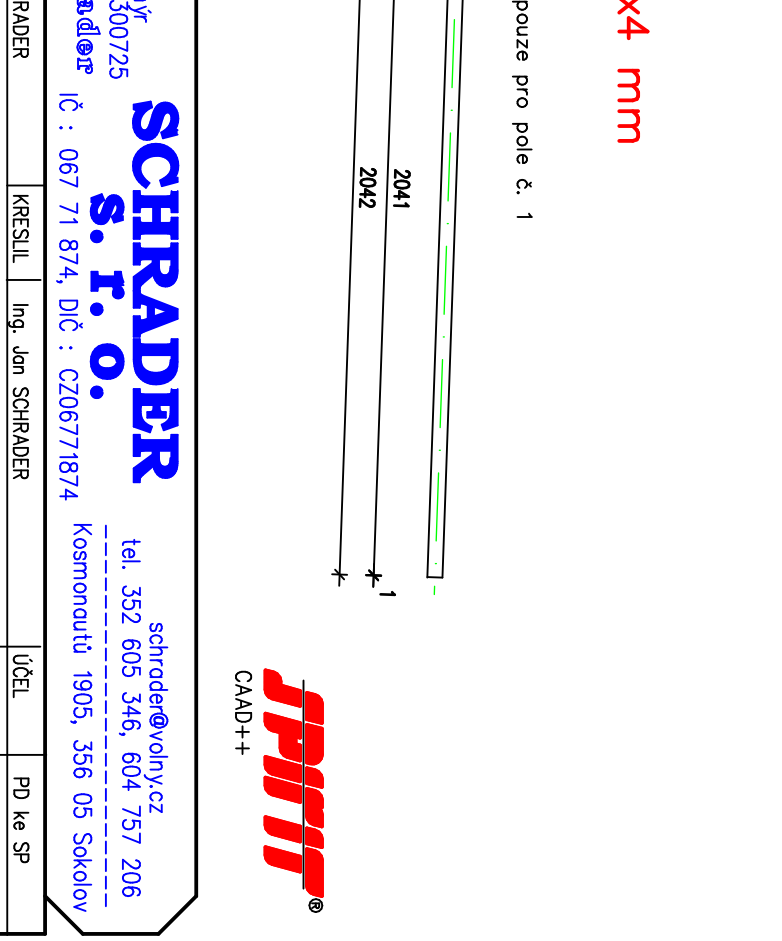 x4 mm
pouze pro pole č. 1
2041
2042
1
SPIRIT®
CAAD++
ýr
300725
ader
SCHRADER
s. r. o.
IČ : 067 71 874, DIČ : CZ06771874
schrader@volny.cz
tel. 352 605 346, 604 757 206
Kosmonautů 1905, 356 05 Sokolov
RADER
KRESLIL
Ing. Jan SCHRADER
ÚČEL
PD ke SP